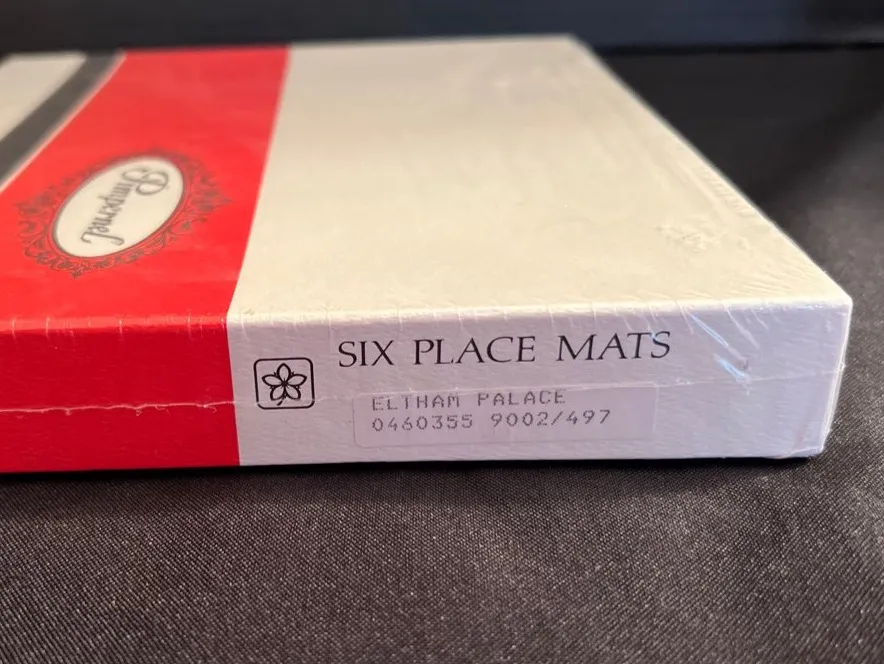 Pimpernel
SIX PLACE MATS
ELTHAM PALACE
0460355 9002/497